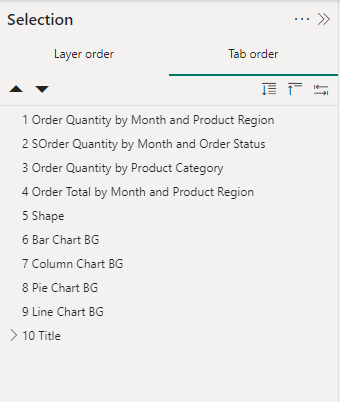 Selection
Layer order
Tab order
1 Order Quantity by Month and Product Region
2 SOrder Quantity by Month and Order Status
3 Order Quantity by Product Category
4 Order Total by Month and Product Region
5 Shape
6 Bar Chart BG
7 Column Chart BG
8 Pie Chart BG
9 Line Chart BG
10 Title